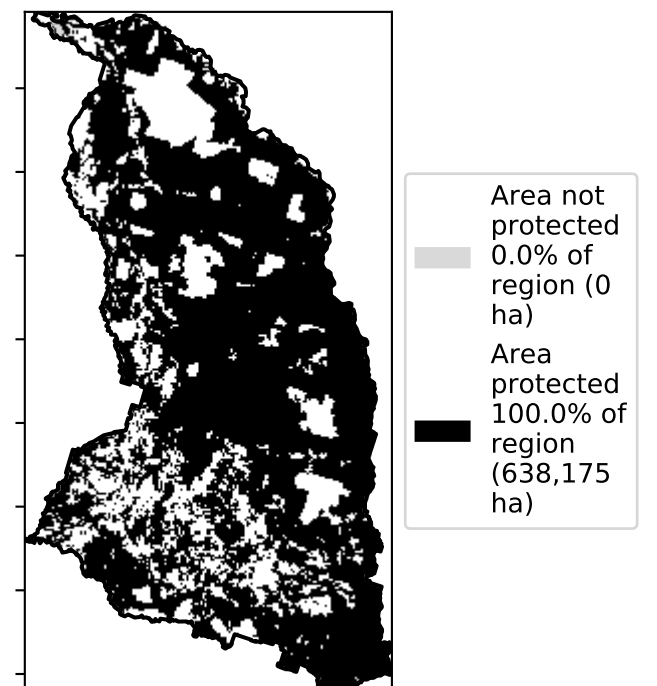 Area not
protected
0.0% of
region (0
ha)
Area
protected
100.0% of
region
(638,175
ha)